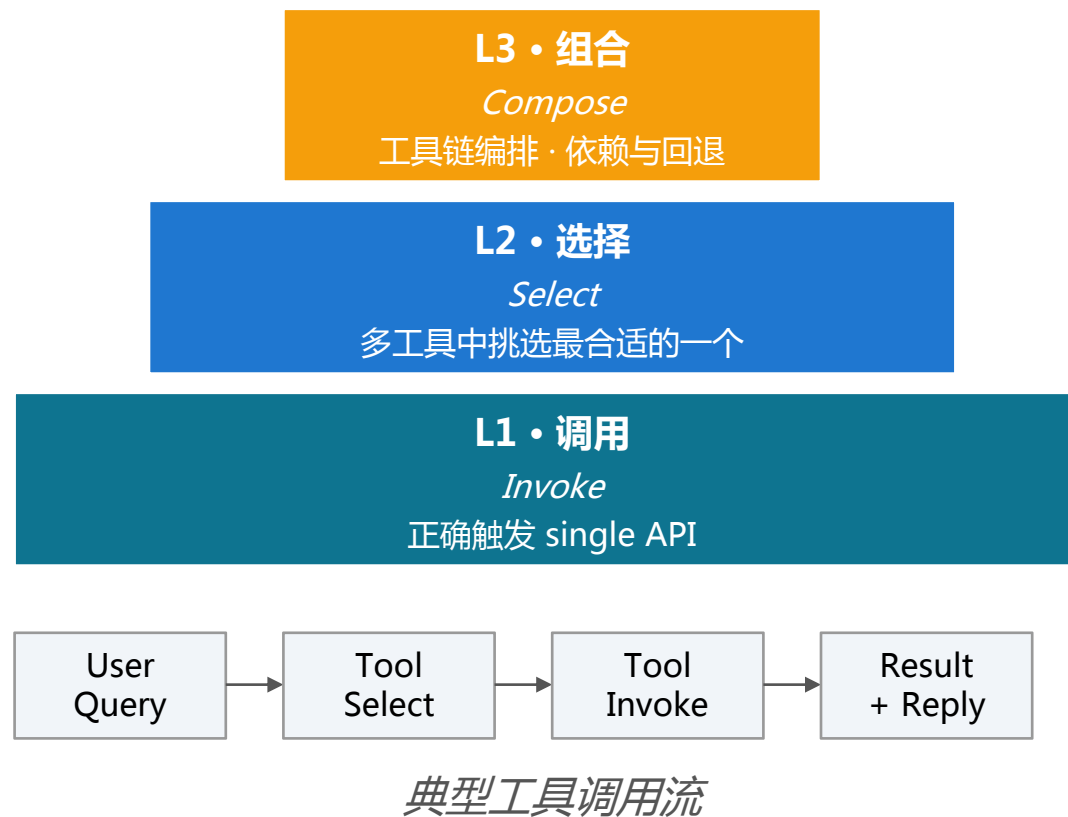 L3 • 组合
Compose
工具链编排 · 依赖与回退
L2 • 选择
Select
多工具中挑选最合适的一个
L1 • 调用
Invoke
正确触发 single API
User
Query
Tool
Select
Tool
Invoke
Result
+ Reply
典型工具调用流